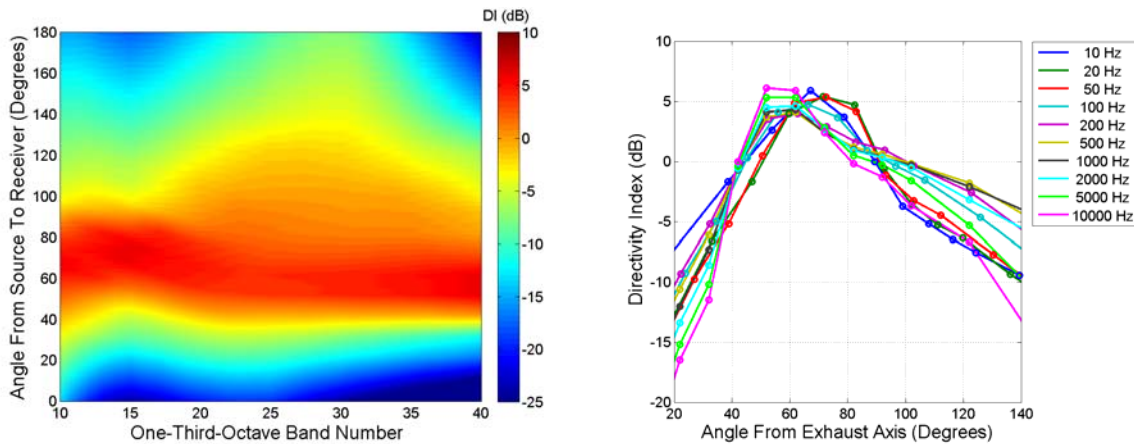 DI (dB)
180
160
140
120
100
80
60
40
20
0
Angle From Source To Receiver (Degrees)
10
15
20
25
30
35
40
One-Third-Octave Band Number
10
5
0
-5
-10
-15
-20
-25
10
5
0
-5
-10
-15
-20
Directivity Index (dB)
20
40
60
80
100
120
140
Angle From Exhaust Axis (Degrees)
10 Hz
20 Hz
50 Hz
100 Hz
200 Hz
500 Hz
1000 Hz
2000 Hz
5000 Hz
10000 Hz